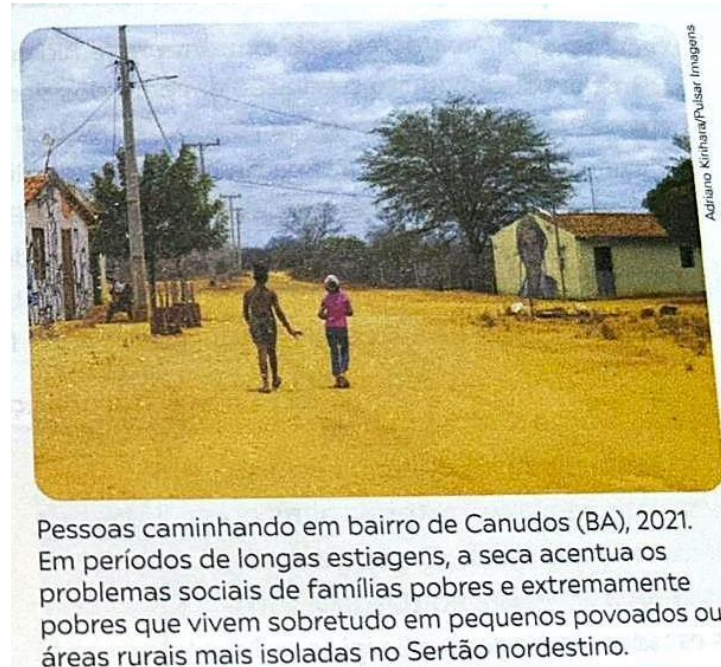 Adriano Kirihara/Pulsar Imagens
Pessoas caminhando em bairro de Canudos (BA), 2021.
Em períodos de longas estiagens, a seca acentua os
problemas sociais de famílias pobres e extremamente
pobres que vivem sobretudo em pequenos povoados ou
áreas rurais mais isoladas no Sertão nordestino.